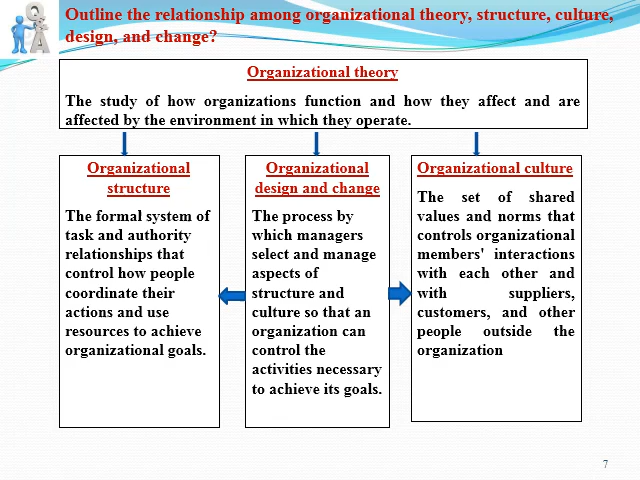 Outline the relationship among organizational theory, structure, culture,
design, and change?
Organizational theory
The study of how organizations function and how they affect and are
affected by the environment in which they operate.
Organizational
structure
The formal system of
task and authority
relationships that
control how people
coordinate their
actions and use
resources to achieve
organizational goals.
Organizational
design and change
The process by
which managers
select and manage
aspects of
structure and
culture so that an
organization can
control the
activities necessary
to achieve its goals.
Organizational culture
The set of shared
values and norms that
controls organizational
members' interactions
with each other and
with suppliers,
customers, and other
people outside the
organization
7